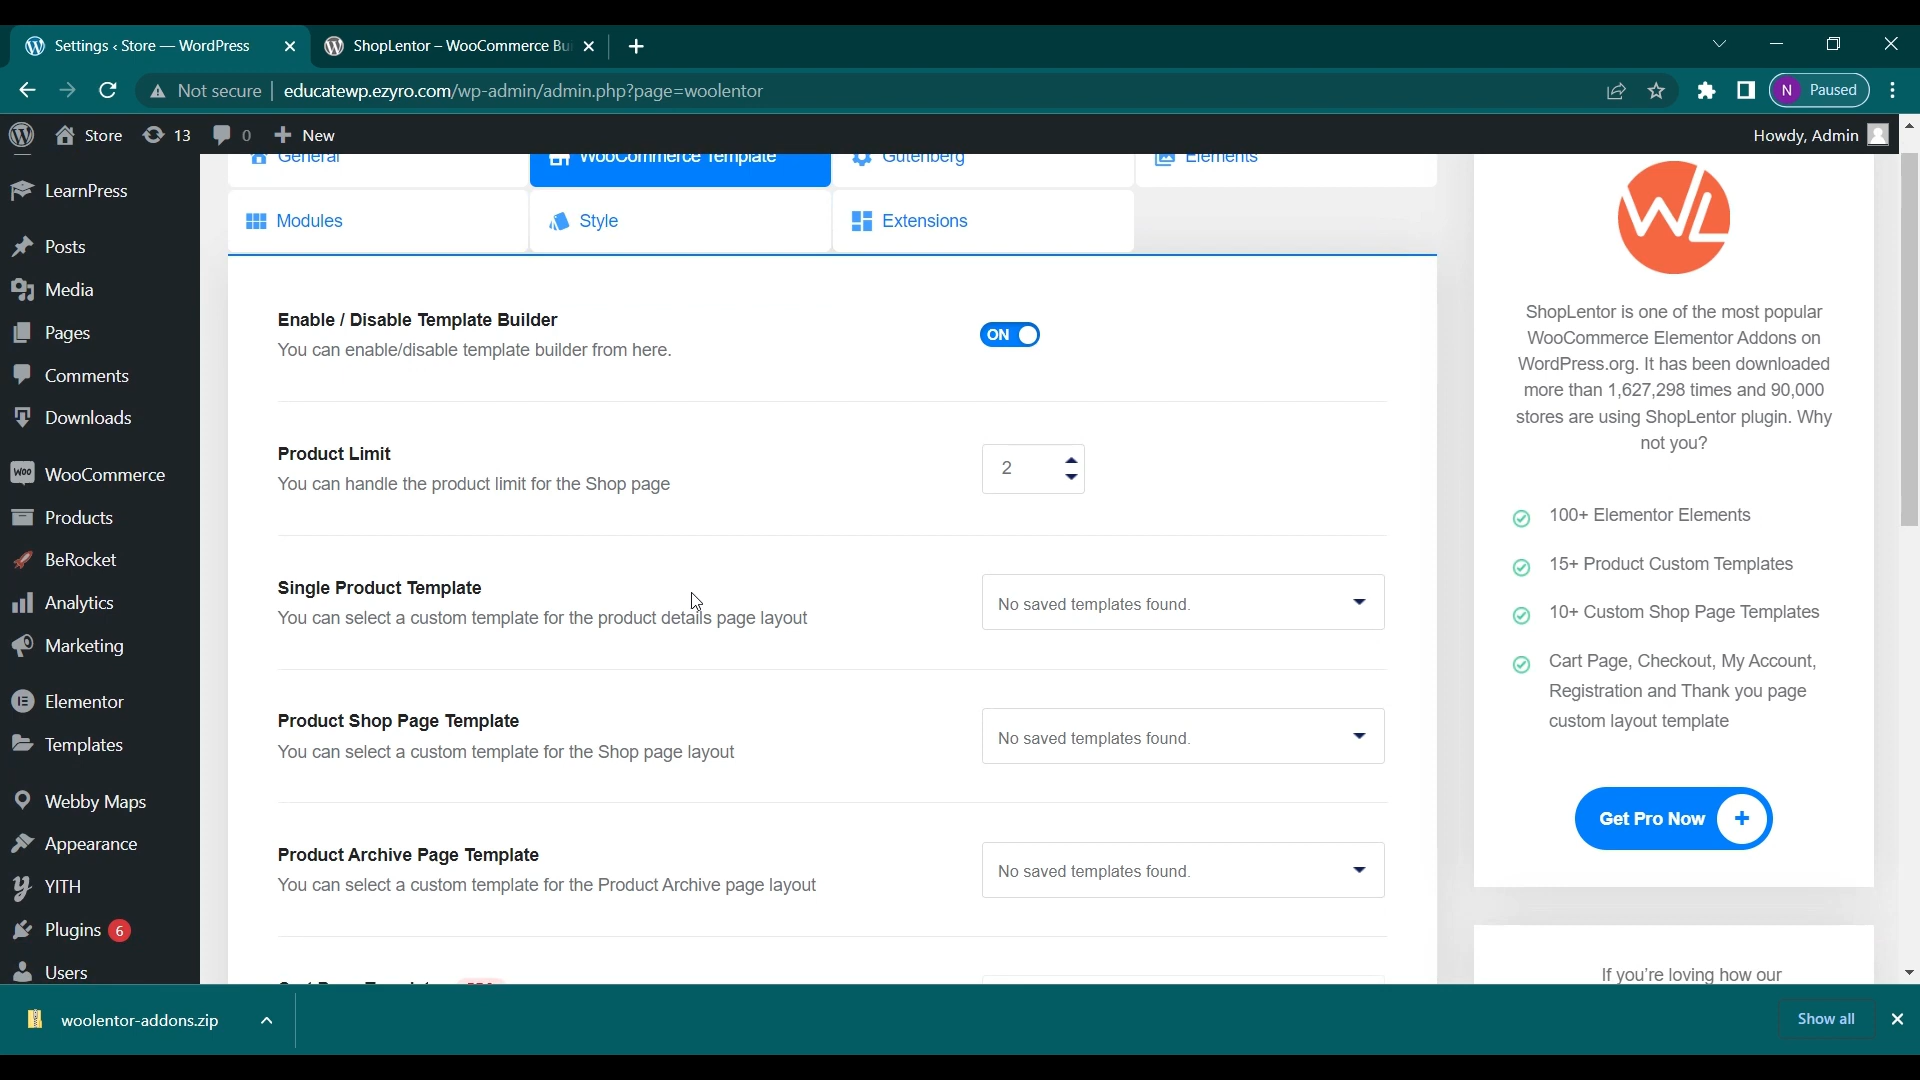 Settings ‹ Store — WordPress
ShopLentor – WooCommerce Bu
Not secure
educatewp.ezyro.com/wp-admin/admin.php?page=woolentor
N
Paused
Store
13
0
New
Howdy, Admin
LearnPress
Posts
Media
Pages
Comments
Downloads
WooCommerce
Products
BeRocket
Analytics
Marketing
Elementor
Templates
Webby Maps
Appearance
YITH
Plugins 6
Users
General
WooCommerce Template
Gutenberg
Elements
Modules
Style
Extensions
Enable / Disable Template Builder
You can enable/disable template builder from here.
ON
Product Limit
You can handle the product limit for the Shop page
2
Single Product Template
You can select a custom template for the product details page layout
No saved templates found.
Product Shop Page Template
You can select a custom template for the Shop page layout
No saved templates found.
Product Archive Page Template
You can select a custom template for the Product Archive page layout
No saved templates found.
WL
ShopLentor is one of the most popular
WooCommerce Elementor Addons on
WordPress.org. It has been downloaded
more than 1,627,298 times and 90,000
stores are using ShopLentor plugin. Why
not you?
100+ Elementor Elements
15+ Product Custom Templates
10+ Custom Shop Page Templates
Cart Page, Checkout, My Account,
Registration and Thank you page
custom layout template
Get Pro Now +
If you're loving how our
woolentor-addons.zip
Show all